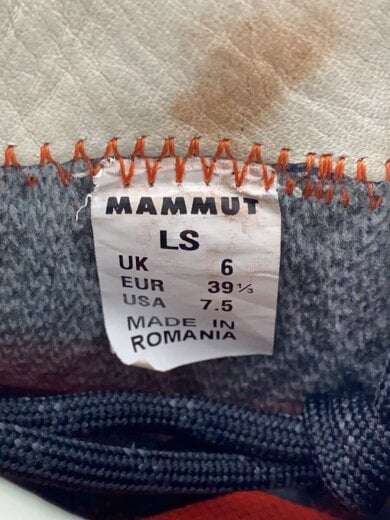 MAMMUT
LS
UK 6
EUR 39⅓
USA 7.5
MADE IN
ROMANIA